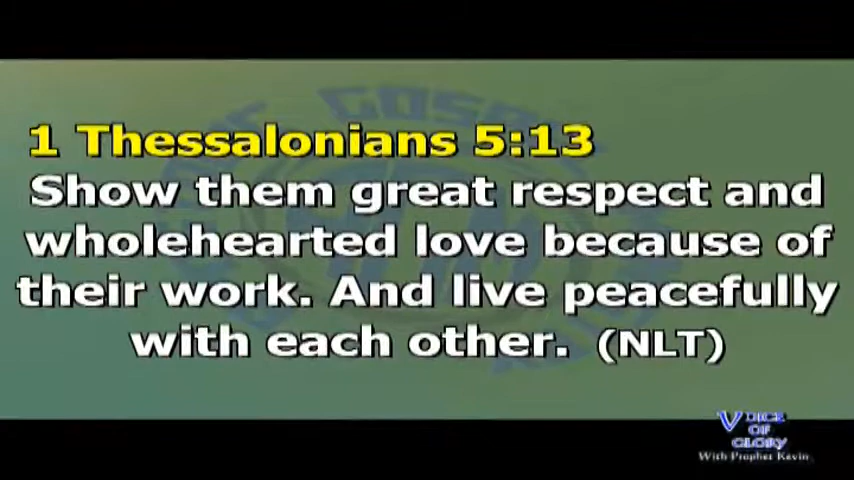 1 Thessalonians 5:13
Show them great respect and
wholehearted love because of
their work. And live peacefully
with each other. (NLT)
VOICE
OF
GLORY
With Prophet Kevin